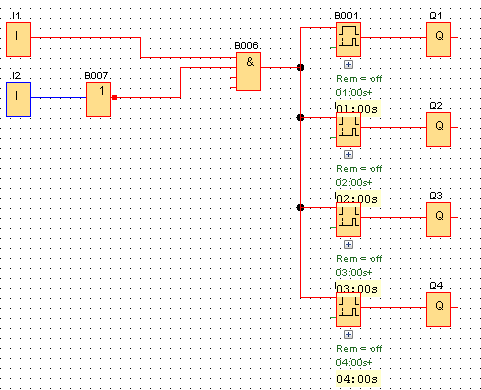 I1
B001
Q1
I
B006
Q
I2
B007
&
Rem = off
01:00s+
01:00s
Q2
I
1
Q
Rem = off
02:00s+
02:00s
Q3
Q
Rem = off
03:00s+
03:00s
Q4
Q
Rem = off
04:00s+
04:00s